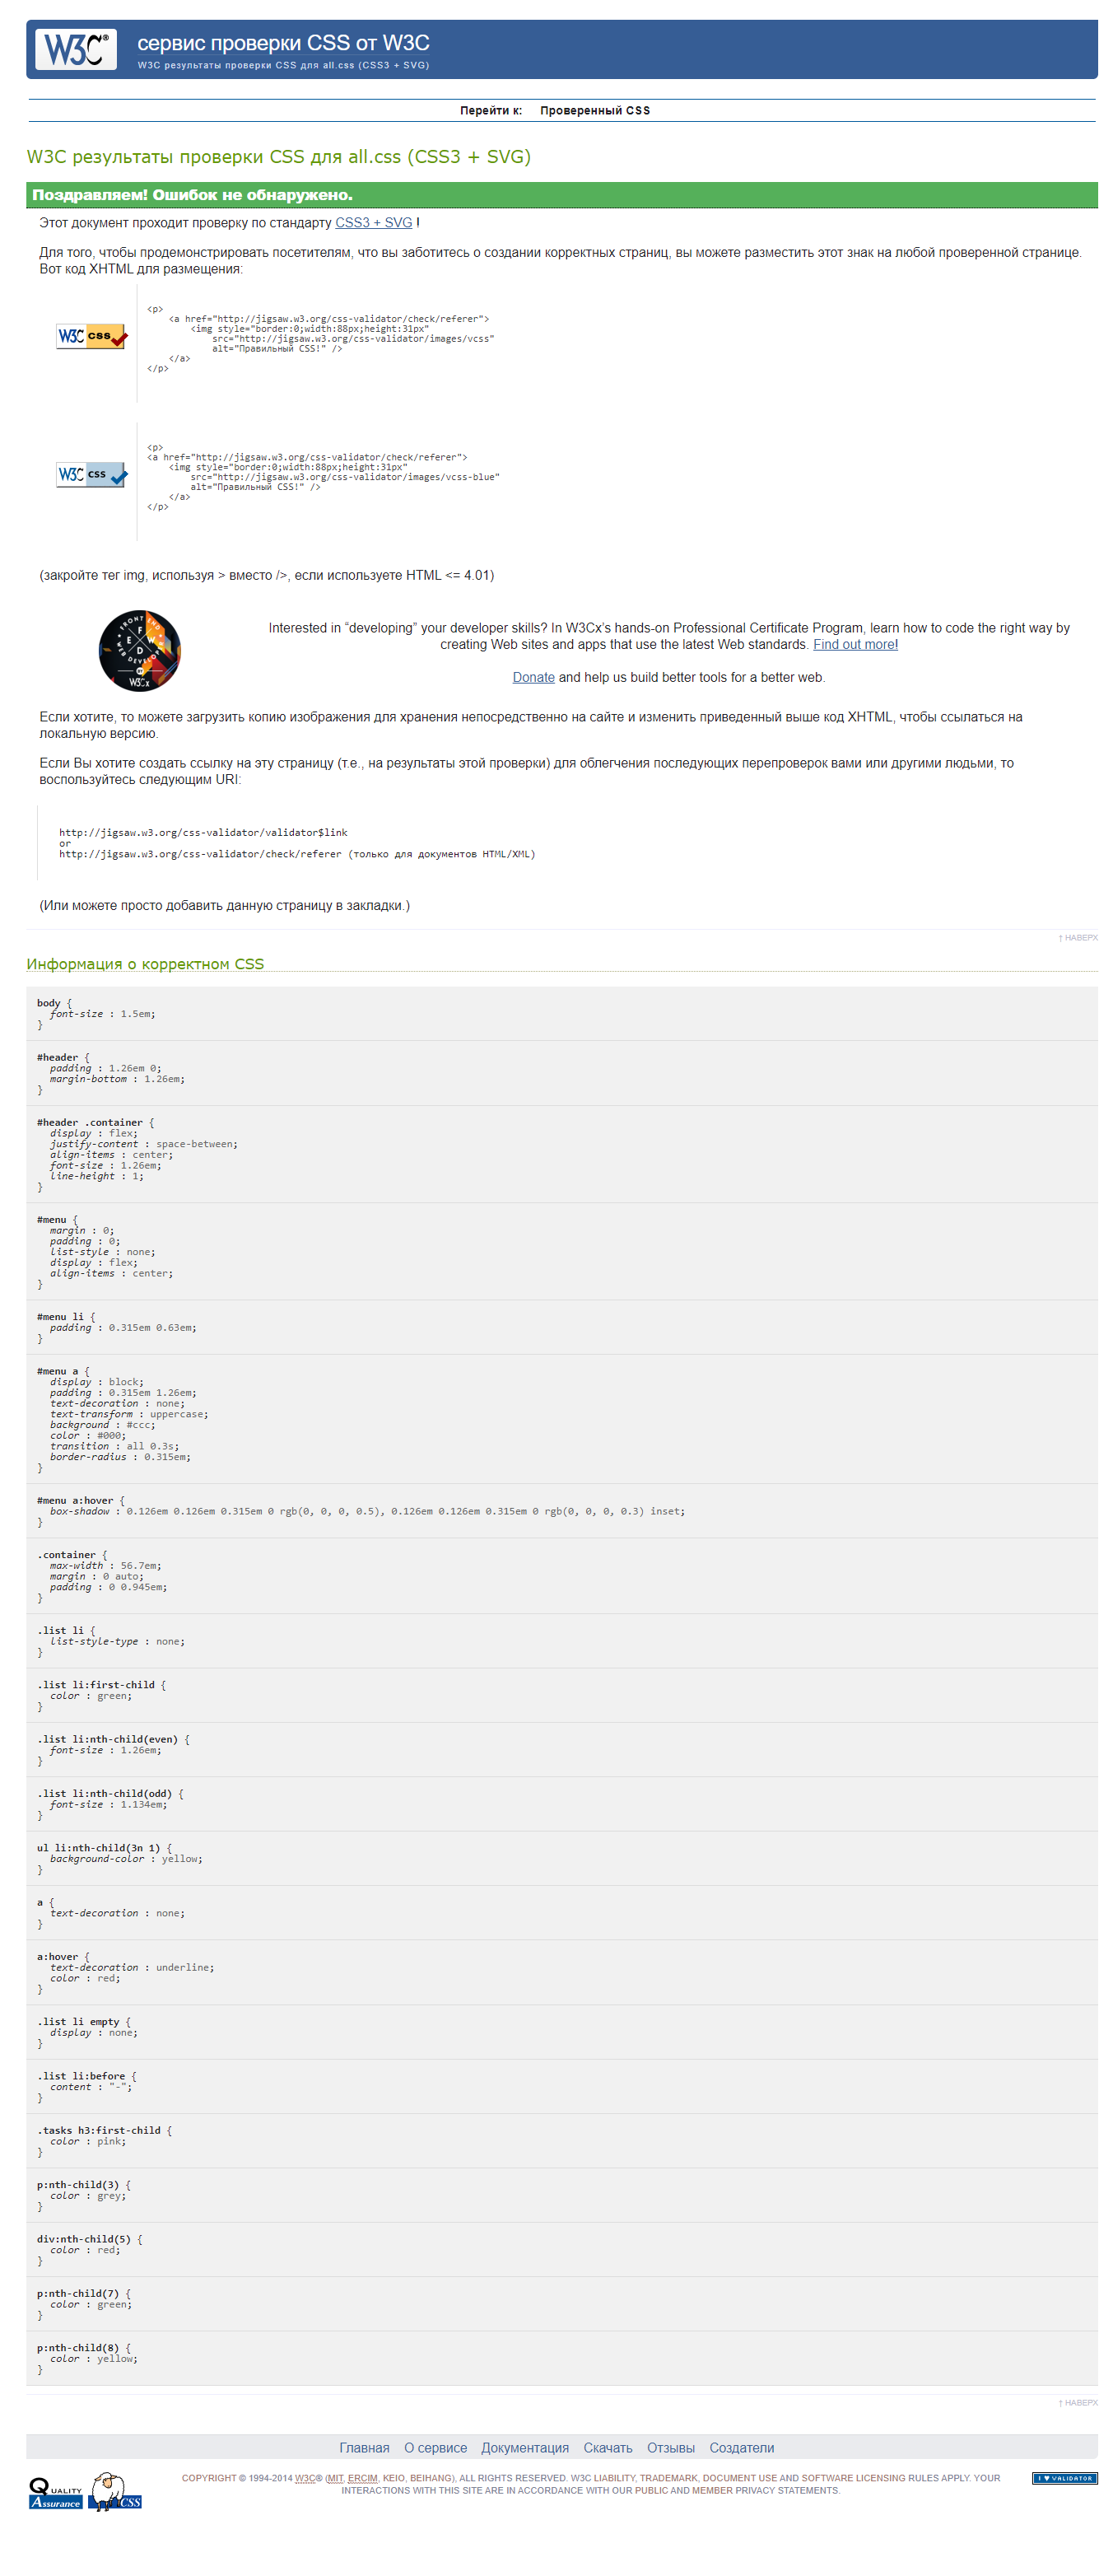 W3C®
сервис проверки CSS от W3C
W3C результаты проверки CSS для all.css (CSS3 + SVG)
Перейти к: Проверенный CSS
W3C результаты проверки CSS для all.css (CSS3 + SVG)
Поздравляем! Ошибок не обнаружено.
Этот документ проходит проверку по стандарту CSS3 + SVG !
Для того, чтобы продемонстрировать посетителям, что вы заботитесь о создании корректных страниц, вы можете разместить этот знак на любой проверенной странице.
Вот код XHTML для размещения:
W3C css
<p>
<a href="http://jigsaw.w3.org/css-validator/check/referer">
<img style="border:0;width:88px;height:31px"
src="http://jigsaw.w3.org/css-validator/images/vcss"
alt="Правильный CSS!" />
</a>
</p>
W3C css
<p>
<a href="http://jigsaw.w3.org/css-validator/check/referer">
<img style="border:0;width:88px;height:31px"
src="http://jigsaw.w3.org/css-validator/images/vcss-blue"
alt="Правильный CSS!" />
</a>
</p>
(закройте тег img, используя > вместо />, если используете HTML <= 4.01)
FRONT END
F
E W
D
WEB DEVELOPER
W3Cx
Interested in “developing” your developer skills? In W3Cx’s hands-on Professional Certificate Program, learn how to code the right way by
creating Web sites and apps that use the latest Web standards. Find out more!
Donate and help us build better tools for a better web.
Если хотите, то можете загрузить копию изображения для хранения непосредственно на сайте и изменить приведенный выше код XHTML, чтобы ссылаться на
локальную версию.
Если Вы хотите создать ссылку на эту страницу (т.е., на результаты этой проверки) для облегчения последующих перепроверок вами или другими людьми, то
воспользуйтесь следующим URI:
http://jigsaw.w3.org/css-validator/validator$link
or
http://jigsaw.w3.org/css-validator/check/referer (только для документов HTML/XML)
(Или можете просто добавить данную страницу в закладки.)
↑ НАВЕРХ
Информация о корректном CSS
body {
font-size : 1.5em;
}
#header {
padding : 1.26em 0;
margin-bottom : 1.26em;
}
#header .container {
display : flex;
justify-content : space-between;
align-items : center;
font-size : 1.26em;
line-height : 1;
}
#menu {
margin : 0;
padding : 0;
list-style : none;
display : flex;
align-items : center;
}
#menu li {
padding : 0.315em 0.63em;
}
#menu a {
display : block;
padding : 0.315em 1.26em;
text-decoration : none;
text-transform : uppercase;
background : #ccc;
color : #000;
transition : all 0.3s;
border-radius : 0.315em;
}
#menu a:hover {
box-shadow : 0.126em 0.126em 0.315em 0 rgb(0, 0, 0, 0.5), 0.126em 0.126em 0.315em 0 rgb(0, 0, 0, 0.3) inset;
}
.container {
max-width : 56.7em;
margin : 0 auto;
padding : 0 0.945em;
}
.list li {
list-style-type : none;
}
.list li:first-child {
color : green;
}
.list li:nth-child(even) {
font-size : 1.26em;
}
.list li:nth-child(odd) {
font-size : 1.134em;
}
ul li:nth-child(3n 1) {
background-color : yellow;
}
a {
text-decoration : none;
}
a:hover {
text-decoration : underline;
color : red;
}
.list li empty {
display : none;
}
.list li:before {
content : "-";
}
.tasks h3:first-child {
color : pink;
}
p:nth-child(3) {
color : grey;
}
div:nth-child(5) {
color : red;
}
p:nth-child(7) {
color : green;
}
p:nth-child(8) {
color : yellow;
}
↑ НАВЕРХ
Главная О сервисе Документация Скачать Отзывы Создатели
QUALITY
Assurance
CSS
COPYRIGHT © 1994-2014 W3C® (MIT, ERCIM, KEIO, BEIHANG), ALL RIGHTS RESERVED. W3C LIABILITY, TRADEMARK, DOCUMENT USE AND SOFTWARE LICENSING RULES APPLY. YOUR
INTERACTIONS WITH THIS SITE ARE IN ACCORDANCE WITH OUR PUBLIC AND MEMBER PRIVACY STATEMENTS.
I ♥ VALIDATOR